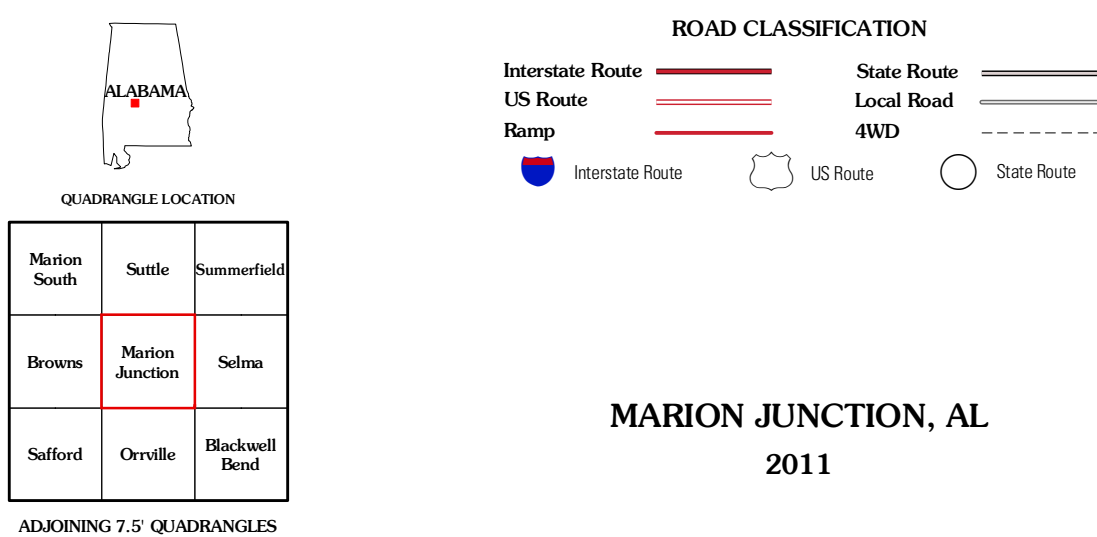 ALABAMA
QUADRANGLE LOCATION
Marion
South
Suttle
Summerfield
Browns
Marion
Junction
Selma
Safford
Orrville
Blackwell
Bend
ADJOINING 7.5' QUADRANGLES
ROAD CLASSIFICATION
Interstate Route
State Route
US Route
Local Road
Ramp
4WD
Interstate Route
US Route
State Route
MARION JUNCTION, AL
2011